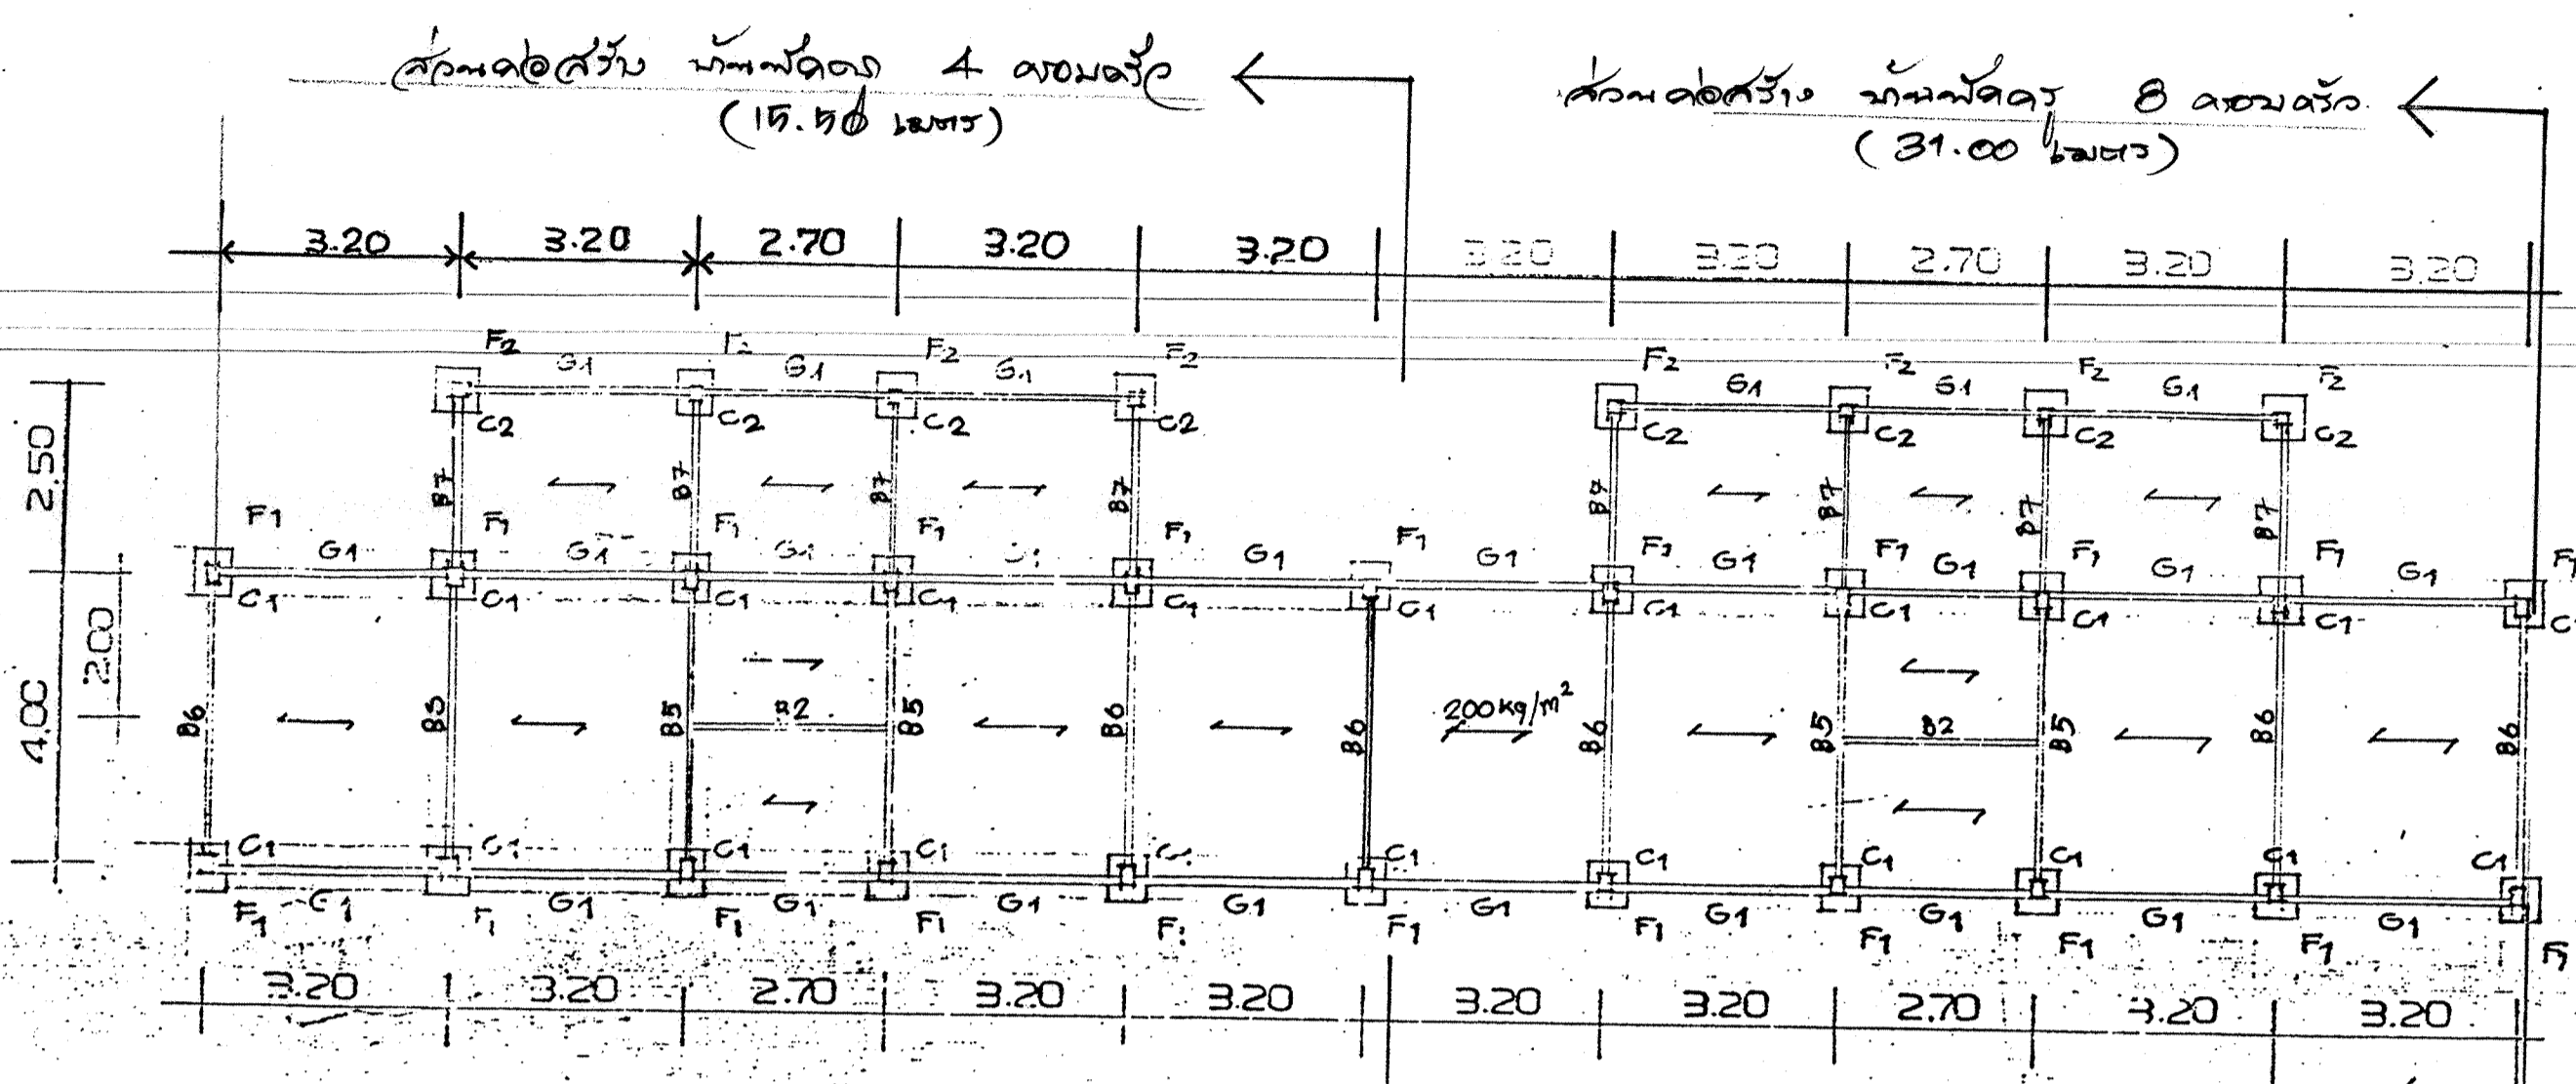 ส่วนก่อสร้าง บ้านพักครู 4 ครอบครัว
(15.50 เมตร)
ส่วนก่อสร้าง บ้านพักครู 8 ครอบครัว
(31.00 เมตร)
3.20 3.20 2.70 3.20 3.20 3.20 3.20 2.70 3.20 3.20
F2 G1 G1 F2 G1 F2 F2 G1 F2 G1 F2 G1 F2
C2 C2 C2 C2 C2 C2 C2 C2
2.50
B7 B7 B7 B7 B7 B7 B7 B7
F1 F1 F1 F1 F1 F1 F1 F1 F1 F1 F1
G1 G1 G1 G1 G1 G1 G1 G1 G1
C1 C1 C1 C1 C1 C1 C1 C1 C1 C1
2.00
4.00
200 kg/m²
B6 B5 B5 B2 B5 B6 B6 B6 B5 B2 B5 B6 B6
C1 C1 C1 C1 C1 C1 C1 C1 C1 C1
G1 G1 G1 G1 G1 G1 G1 G1 G1
F1 F1 F1 F1 F1 F1 F1 F1 F1 F1
3.20 3.20 2.70 3.20 3.20 3.20 3.20 2.70 3.20 3.20